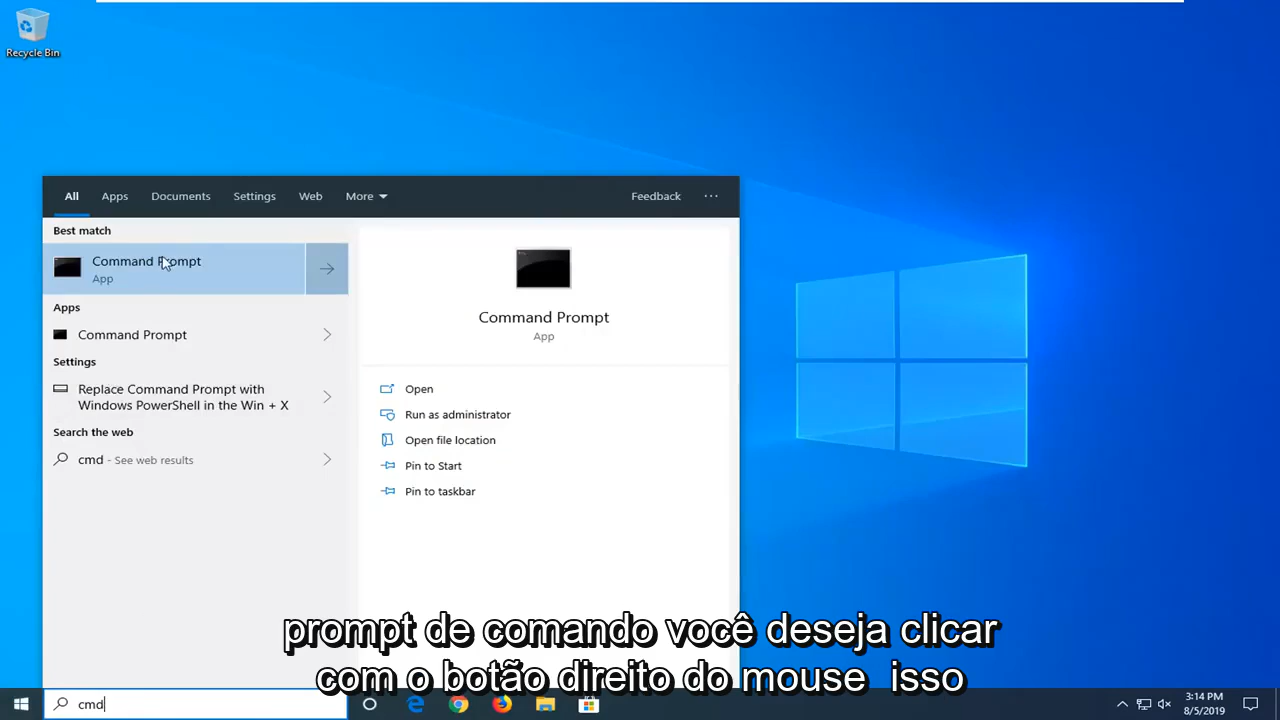 Recycle Bin
All Apps Documents Settings Web More Feedback ...
Best match
Command Prompt
App
Apps
Command Prompt
Settings
Replace Command Prompt with
Windows PowerShell in the Win + X
Search the web
cmd - See web results
Command Prompt
App
Open
Run as administrator
Open file location
Pin to Start
Pin to taskbar
prompt de comando você deseja clicar
com o botão direito do mouse isso
cmd
3:14 PM
8/5/2019